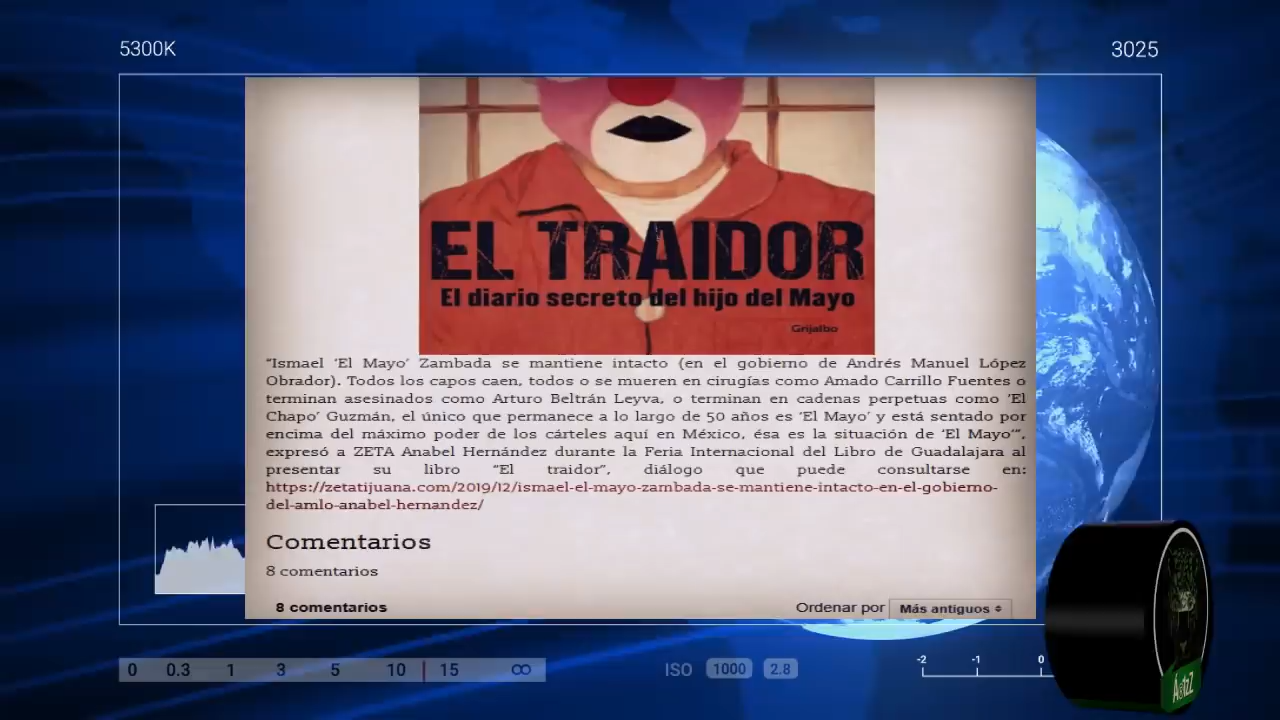 5300K
3025
EL TRAIDOR
El diario secreto del hijo del Mayo
Grijalbo
“Ismael ‘El Mayo’ Zambada se mantiene intacto (en el gobierno de Andrés Manuel López
Obrador). Todos los capos caen, todos o se mueren en cirugías como Amado Carrillo Fuentes o
terminan asesinados como Arturo Beltrán Leyva, o terminan en cadenas perpetuas como ‘El
Chapo’ Guzmán, el único que permanece a lo largo de 50 años es ‘El Mayo’ y está sentado por
encima del máximo poder de los cárteles aquí en México, ésa es la situación de ‘El Mayo’”,
expresó a ZETA Anabel Hernández durante la Feria Internacional del Libro de Guadalajara al
presentar su libro “El traidor”, diálogo que puede consultarse en:
https://zetatijuana.com/2019/12/ismael-el-mayo-zambada-se-mantiene-intacto-en-el-gobierno-
del-amlo-anabel-hernandez/
Comentarios
8 comentarios
8 comentarios
Ordenar por Más antiguos
0 0.3 1 3 5 10 15 ∞
ISO 1000 2.8
-2 -1 0